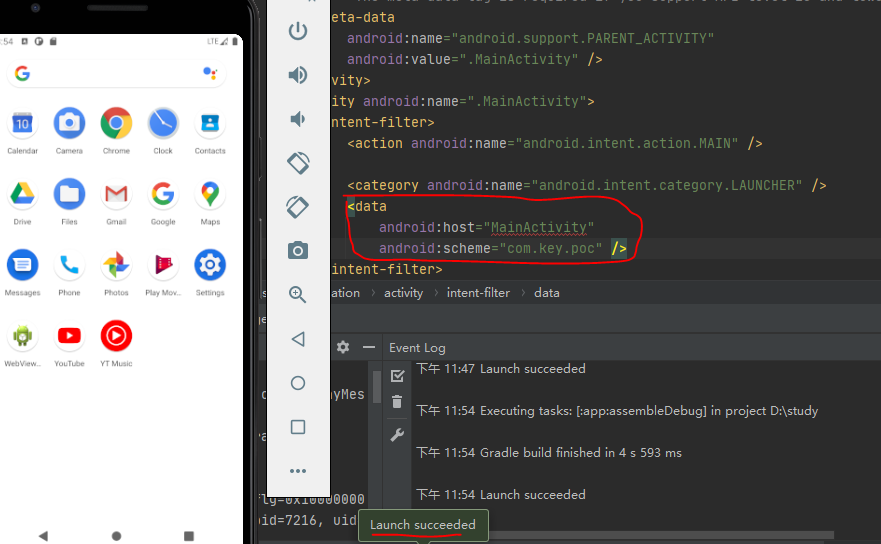 :54
LTE
Calendar
Camera
Chrome
Clock
Contacts
Drive
Files
Gmail
Google
Maps
Messages
Phone
Photos
Play Mov...
Settings
WebView...
YouTube
YT Music
eta-data
android:name="android.support.PARENT_ACTIVITY"
android:value=".MainActivity" />
vity>
ity android:name=".MainActivity">
ntent-filter>
<action android:name="android.intent.action.MAIN" />
<category android:name="android.intent.category.LAUNCHER" />
<data
android:host="MainActivity"
android:scheme="com.key.poc" />
intent-filter>
ation › activity › intent-filter › data
Event Log
下午 11:47 Launch succeeded
下午 11:54 Executing tasks: [:app:assembleDebug] in project D:\study
下午 11:54 Gradle build finished in 4 s 593 ms
下午 11:54 Launch succeeded
nyMes
flg=0x10000000
oid=7216, uid
Launch succeeded